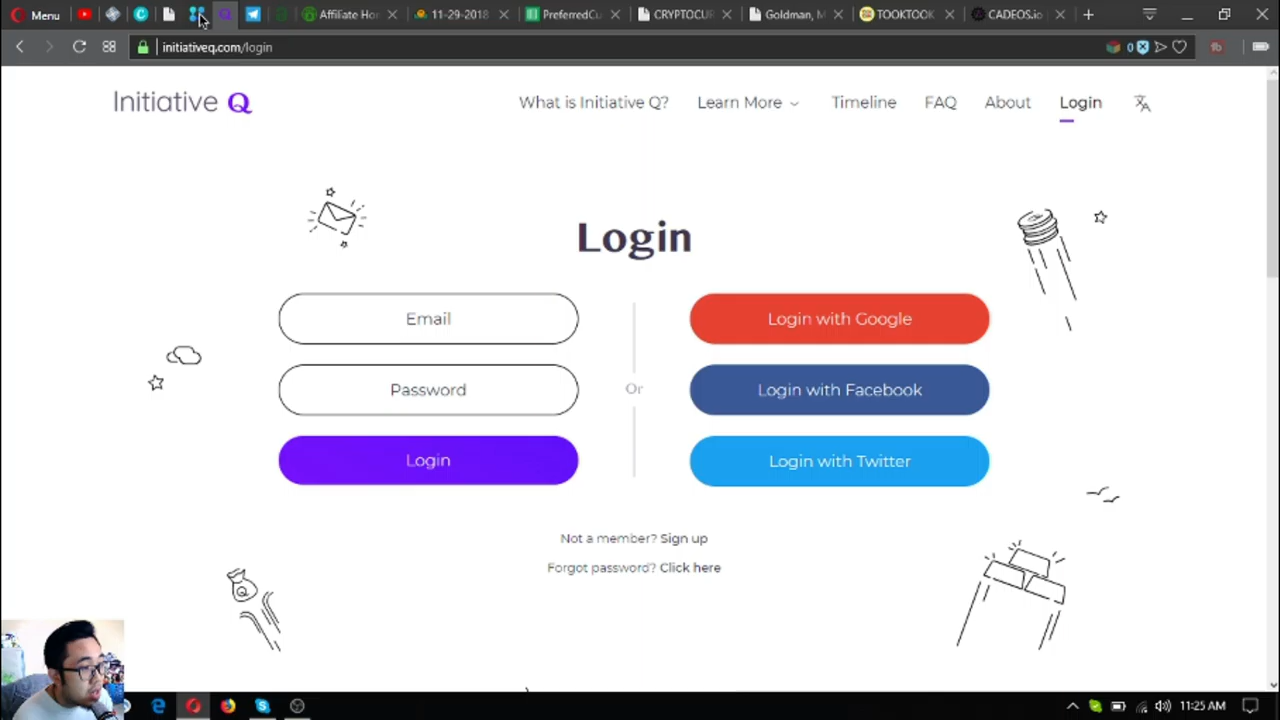 Menu
Affiliate Hor
11-29-2018
PreferredCu
CRYPTOCUR
Goldman, M
TOOKTOOK
CADEOS.io
initiativeq.com/login
0
Initiative Q
What is Initiative Q?
Learn More
Timeline
FAQ
About
Login
Login
Email
Login with Google
Password
Or
Login with Facebook
Login
Login with Twitter
Not a member? Sign up
Forgot password? Click here
Q
11:25 AM